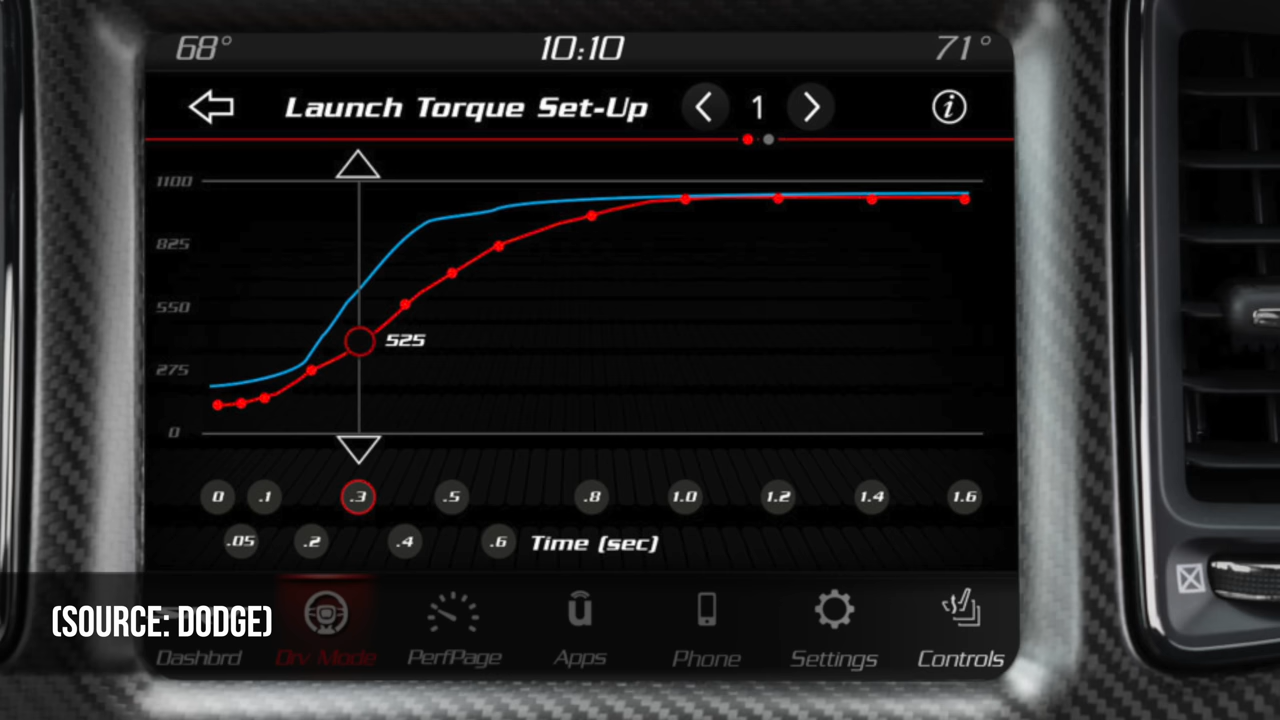 68° 10:10 71°
Launch Torque Set-Up 1
1100
825
550
525
275
0
0 .1 .3 .5 .8 1.0 1.2 1.4 1.6
.05 .2 .4 .6 Time (sec)
(SOURCE: DODGE)
Dashbrd Drv Mode PerfPage Apps Phone Settings Controls